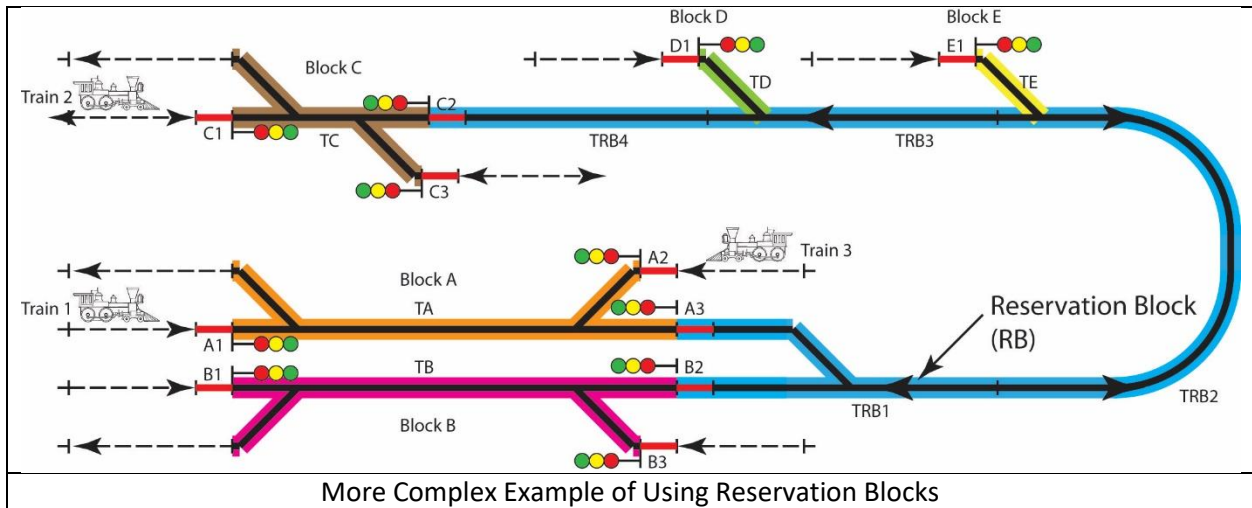 Block D
Block E
D1
E1
Block C
TD
TE
Train 2
C2
C1
TC
TRB4
TRB3
C3
A2
Train 3
Block A
Train 1
TA
A3
Reservation Block
(RB)
A1
B1
TB
B2
TRB1
TRB2
Block B
B3
More Complex Example of Using Reservation Blocks